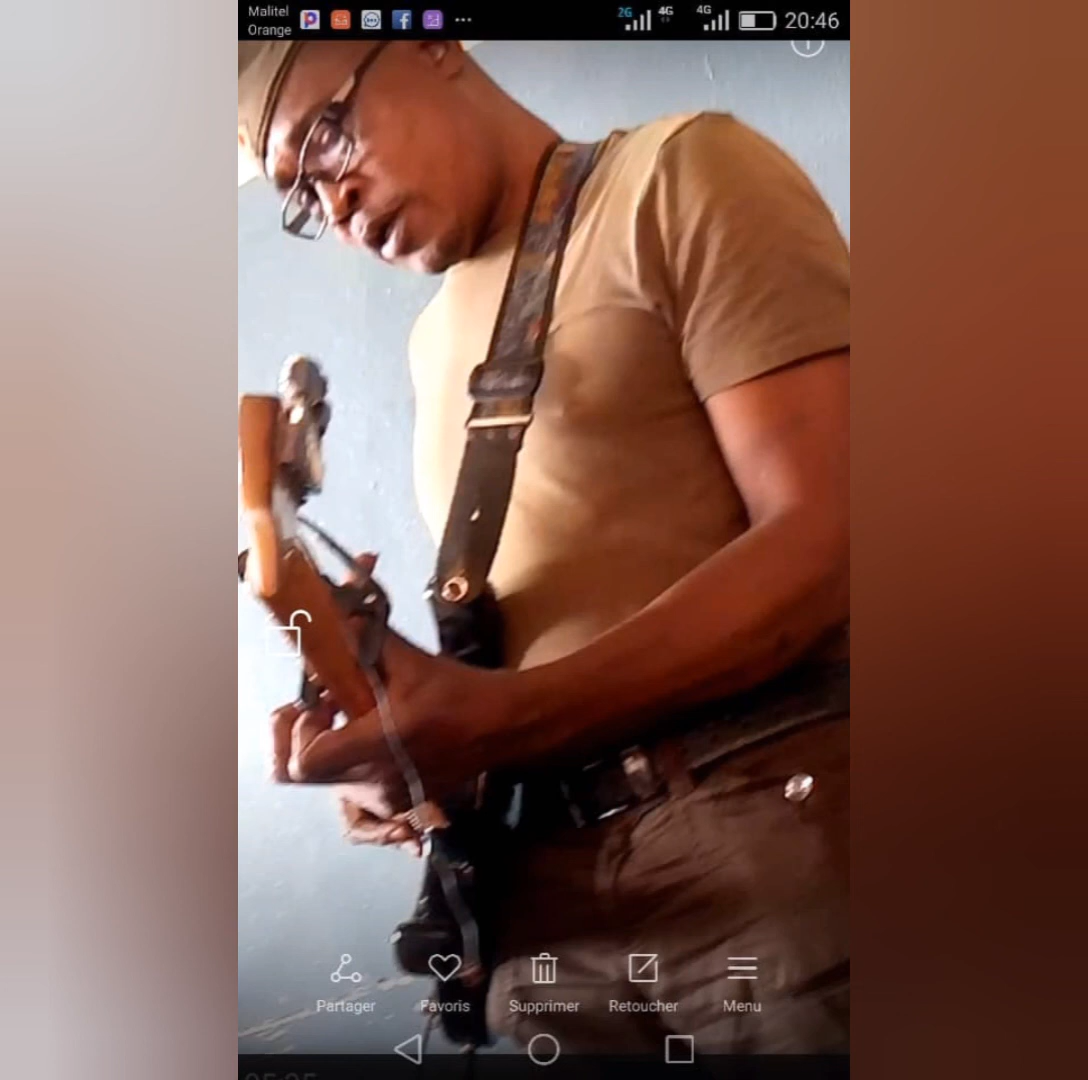 Malitel
Orange
2G
4G
4G
20:46
Partager
Favoris
Supprimer
Retoucher
Menu